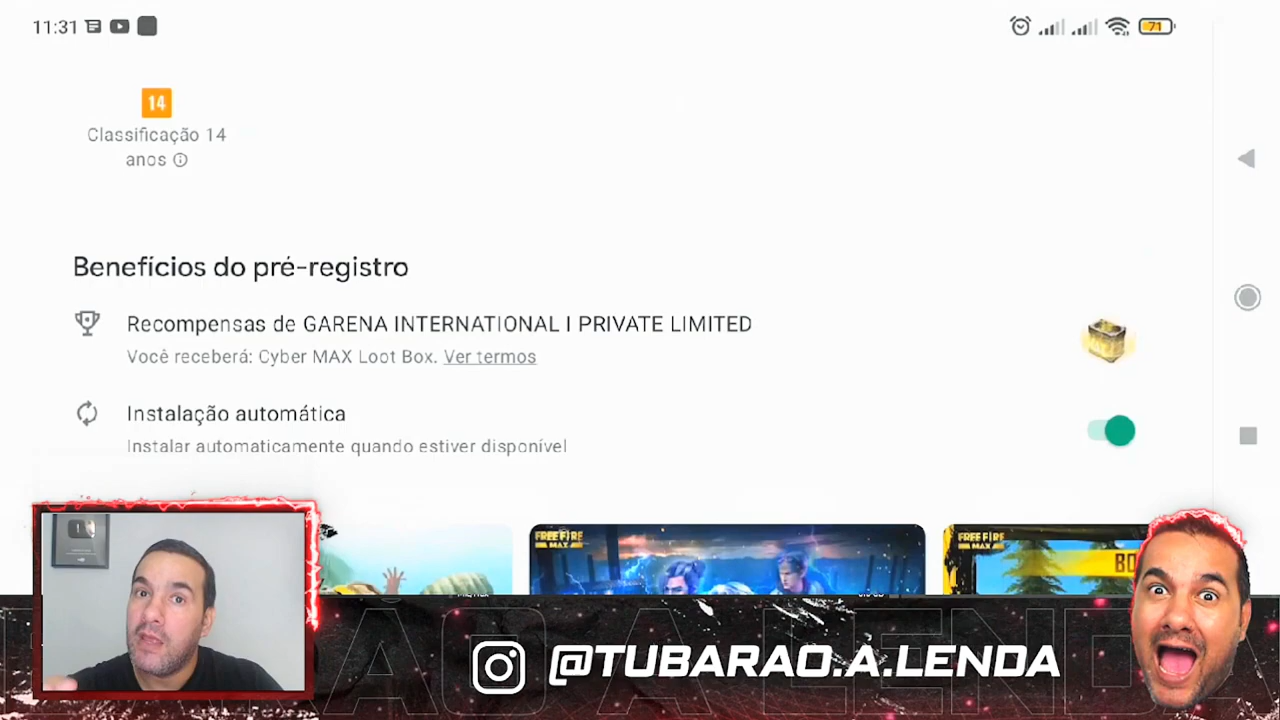 11:31
71
14
Classificação 14
anos
Benefícios do pré-registro
Recompensas de GARENA INTERNATIONAL I PRIVATE LIMITED
Você receberá: Cyber MAX Loot Box. Ver termos
Instalação automática
Instalar automaticamente quando estiver disponível
FREE FIRE
MAX
FREE FIRE
MAX
BO
@TUBARAO.A.LENDA